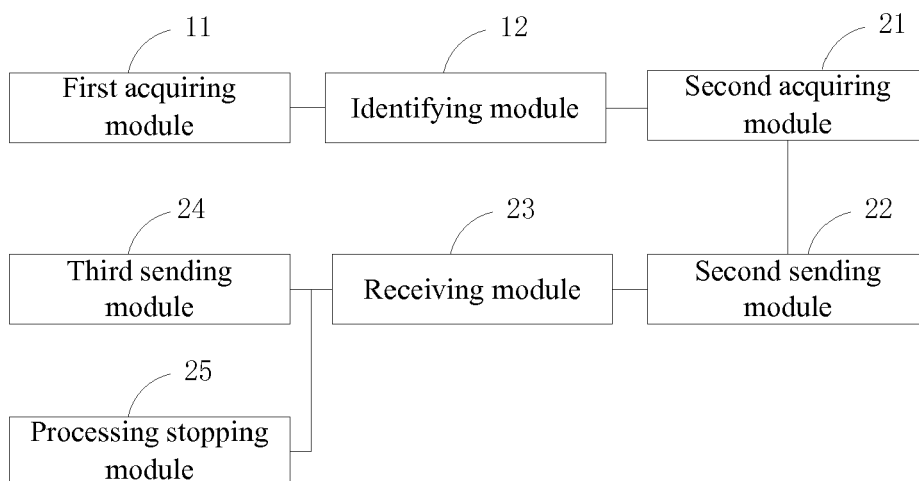 11
12
21
First acquiring
module
Identifying module
Second acquiring
module
24
23
22
Third sending
module
Receiving module
Second sending
module
25
Processing stopping
module